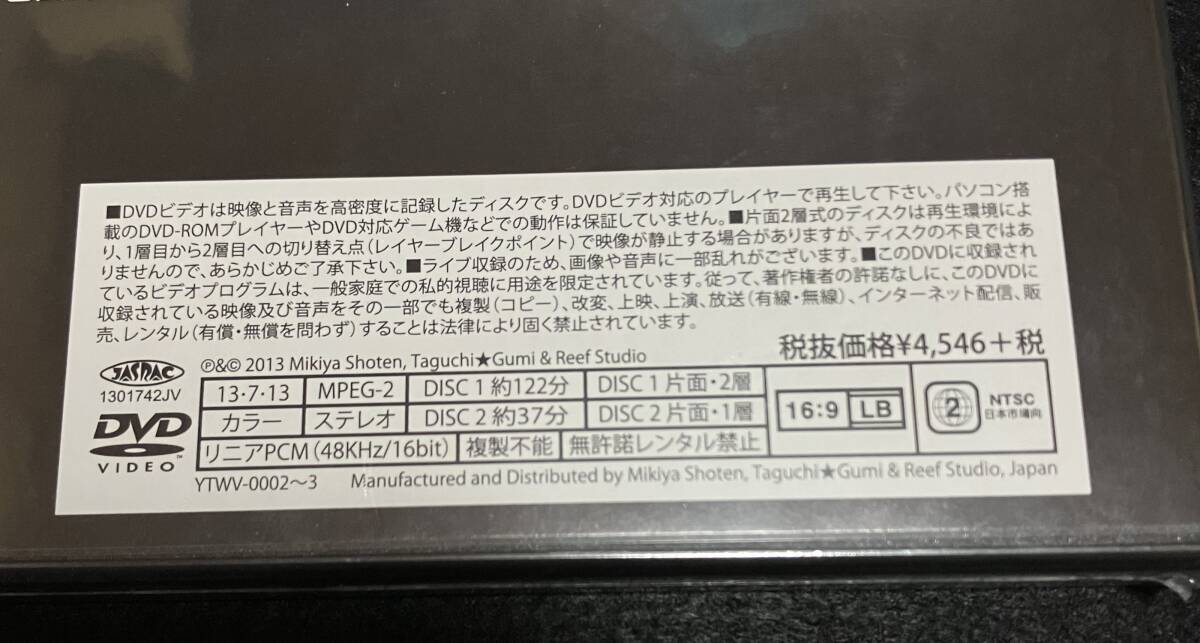 ■DVDビデオは映像と音声を高密度に記録したディスクです。DVDビデオ対応のプレイヤーで再生して下さい。パソコン搭
載のDVD-ROMプレイヤーやDVD対応ゲーム機などでの動作は保証していません。■片面2層式のディスクは再生環境によ
り、1層目から2層目への切り替え点(レイヤーブレイクポイント)で映像が静止する場合がありますが、ディスクの不良ではあ
りませんので、あらかじめご了承下さい。■ライブ収録のため、画像や音声に一部乱れがございます。■このDVDに収録され
ているビデオプログラムは、一般家庭での私的視聴に用途を限定されています。従って、著作権者の許諾なしに、このDVDに
収録されている映像及び音声をその一部でも複製(コピー)、改変、上映、上演、放送(有線・無線)、インターネット配信、販
売、レンタル(有償・無償を問わず)することは法律により固く禁止されています。
税抜価格¥4,546+税
℗&© 2013 Mikiya Shoten, Taguchi★Gumi & Reef Studio
JASRAC
1301742JV
13・7・13 MPEG-2 DISC 1 約122分 DISC 1 片面・2層
カラー ステレオ DISC 2 約37分 DISC 2 片面・1層
リニアPCM(48KHz/16bit) 複製不能 無許諾レンタル禁止
16:9 LB
2 NTSC
日本市場向
DVD
VIDEO™
YTWV-0002〜3 Manufactured and Distributed by Mikiya Shoten, Taguchi★Gumi & Reef Studio, Japan